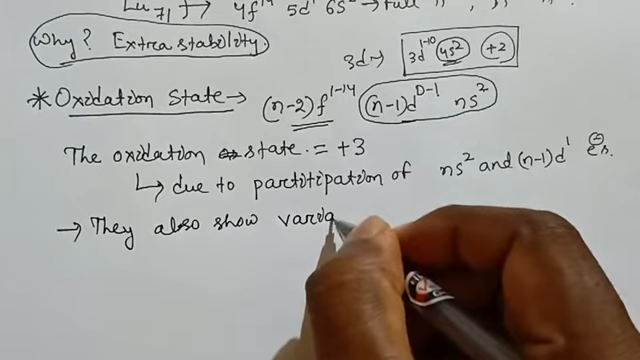 Lu₇₁ → 4f¹⁴ 5d¹ 6s² → full
Why? Extra stability.
3d → 3d¹⁻¹⁰ 4s² +2
* Oxidation State → (n-2)f¹⁻¹⁴ (n-1)d⁰⁻¹ ns²
The oxidation state = +3
↳ due to partitipation of ns² and (n-1)d¹ e⁻s.
→ They also show varia